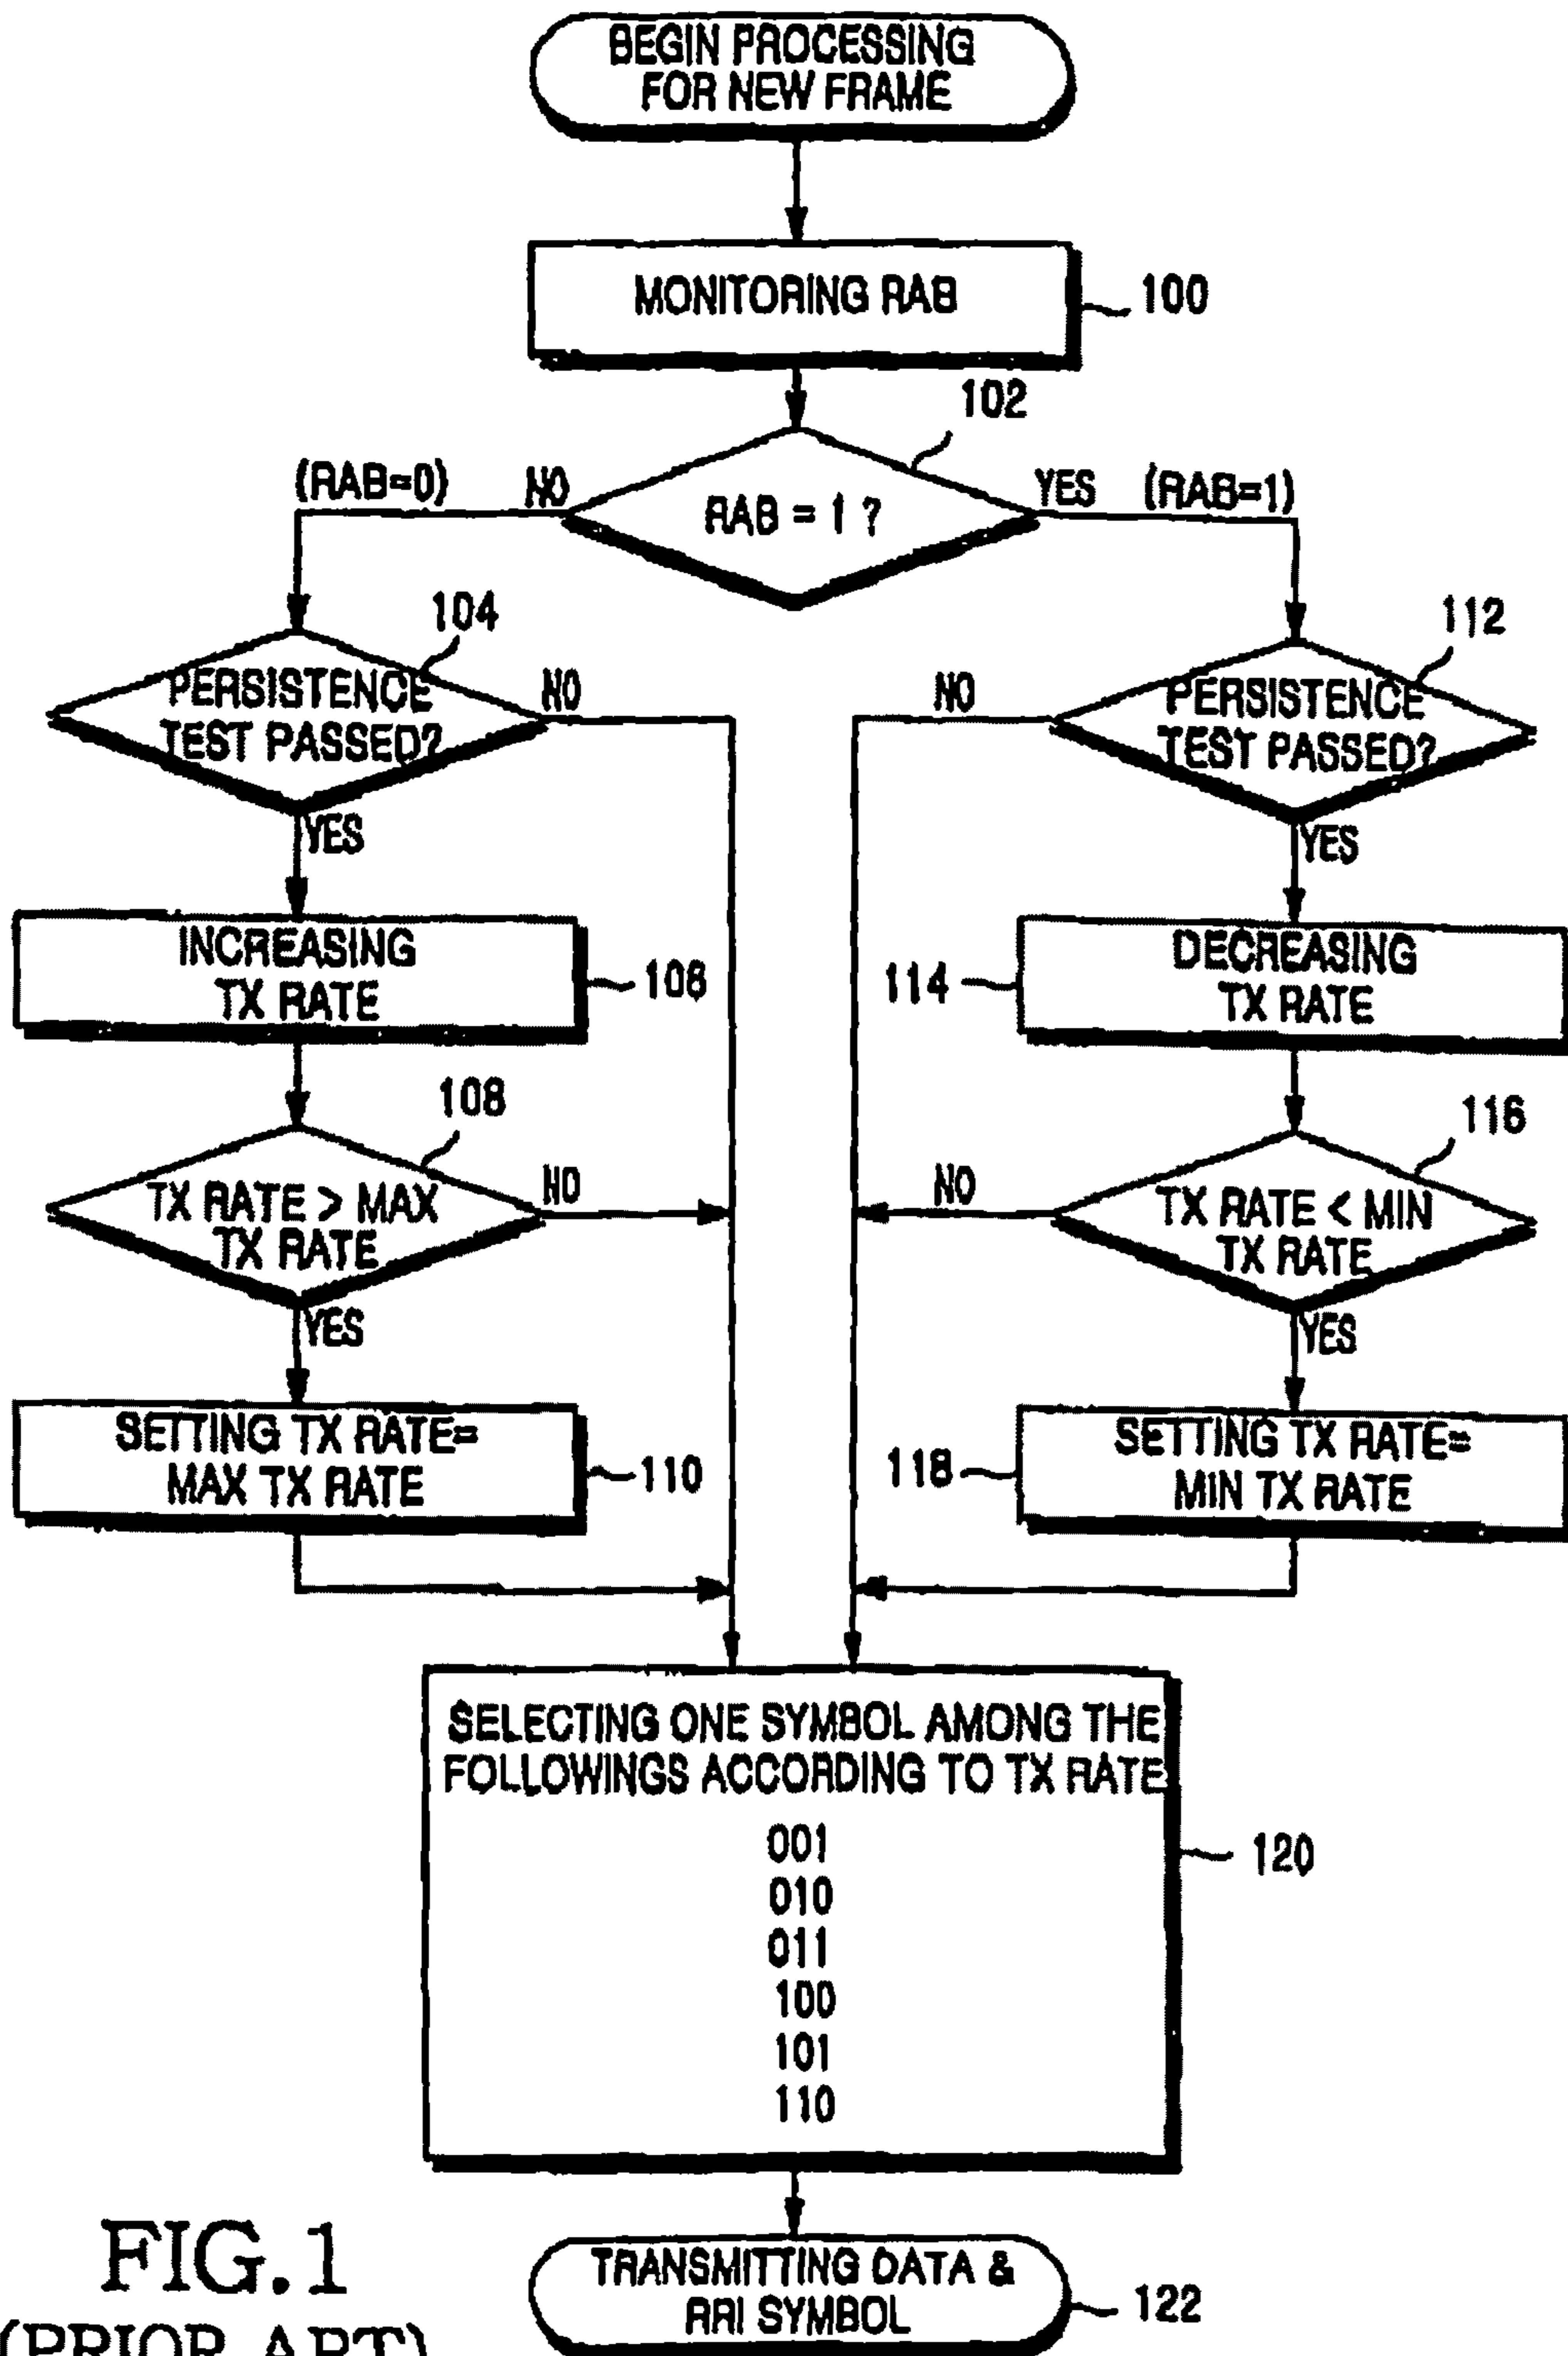 BEGIN PROCESSING
FOR NEW FRAME
MONITORING RAB
100
102
(RAB=0)
NO
RAB = 1 ?
YES
(RAB=1)
104
PERSISTENCE
TEST PASSED?
NO
YES
112
PERSISTENCE
TEST PASSED?
NO
YES
INCREASING
TX RATE
106
114
DECREASING
TX RATE
108
TX RATE > MAX
TX RATE
NO
YES
116
TX RATE < MIN
TX RATE
NO
YES
SETTING TX RATE=
MAX TX RATE
110
118
SETTING TX RATE=
MIN TX RATE
SELECTING ONE SYMBOL AMONG THE
FOLLOWINGS ACCORDING TO TX RATE
001
010
011
100
101
110
120
TRANSMITTING DATA &
RRI SYMBOL
122
FIG.1
(PRIOR ART)